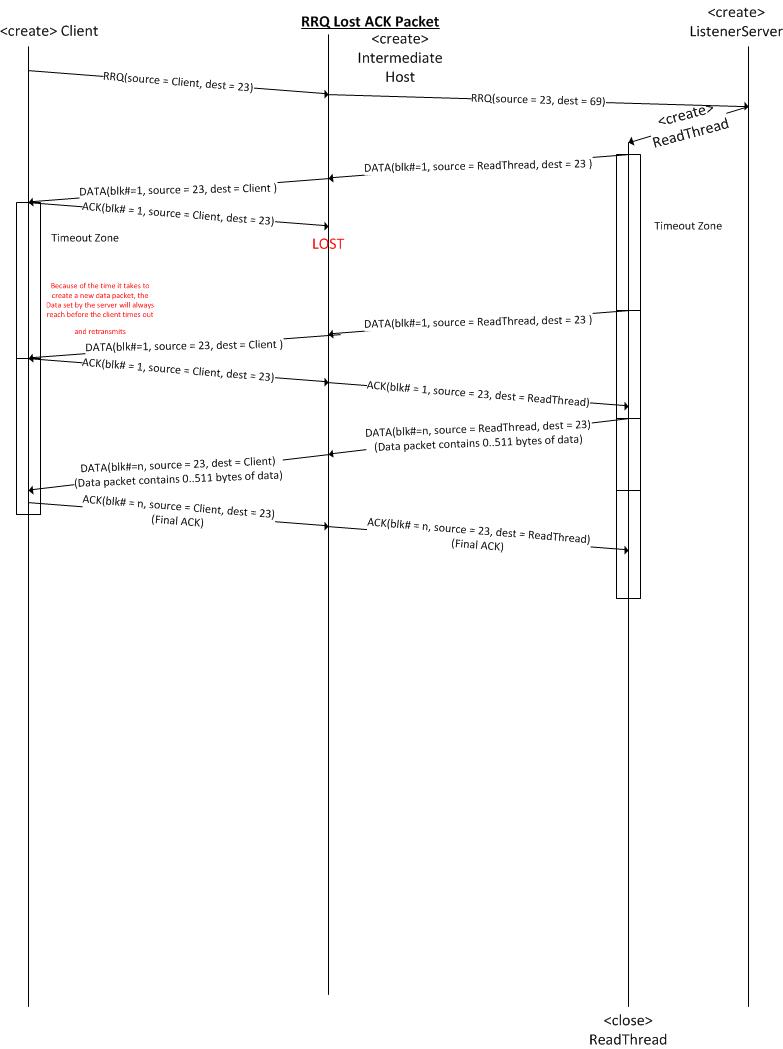 RRQ Lost ACK Packet
<create> Client
<create>
Intermediate
Host
<create>
ListenerServer
RRQ(source = Client, dest = 23)
RRQ(source = 23, dest = 69)
<create>
ReadThread
DATA(blk#=1, source = ReadThread, dest = 23 )
DATA(blk#=1, source = 23, dest = Client )
ACK(blk# = 1, source = Client, dest = 23)
LOST
Timeout Zone
Timeout Zone
Because of the time it takes to
create a new data packet, the
Data set by the server will always
reach before the client times out
and retransmits
DATA(blk#=1, source = ReadThread, dest = 23 )
DATA(blk#=1, source = 23, dest = Client )
ACK(blk# = 1, source = Client, dest = 23)
ACK(blk# = 1, source = 23, dest = ReadThread)
DATA(blk#=n, source = ReadThread, dest = 23)
(Data packet contains 0..511 bytes of data)
DATA(blk#=n, source = 23, dest = Client)
(Data packet contains 0..511 bytes of data)
ACK(blk# = n, source = Client, dest = 23)
(Final ACK)
ACK(blk# = n, source = 23, dest = ReadThread)
(Final ACK)
<close>
ReadThread